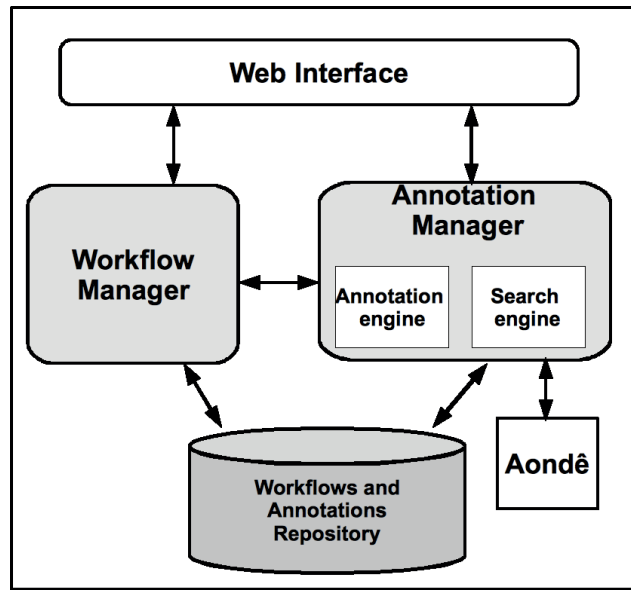 Web Interface
Workflow
Manager
Annotation
Manager
Annotation
engine
Search
engine
Aondê
Workflows and
Annotations
Repository